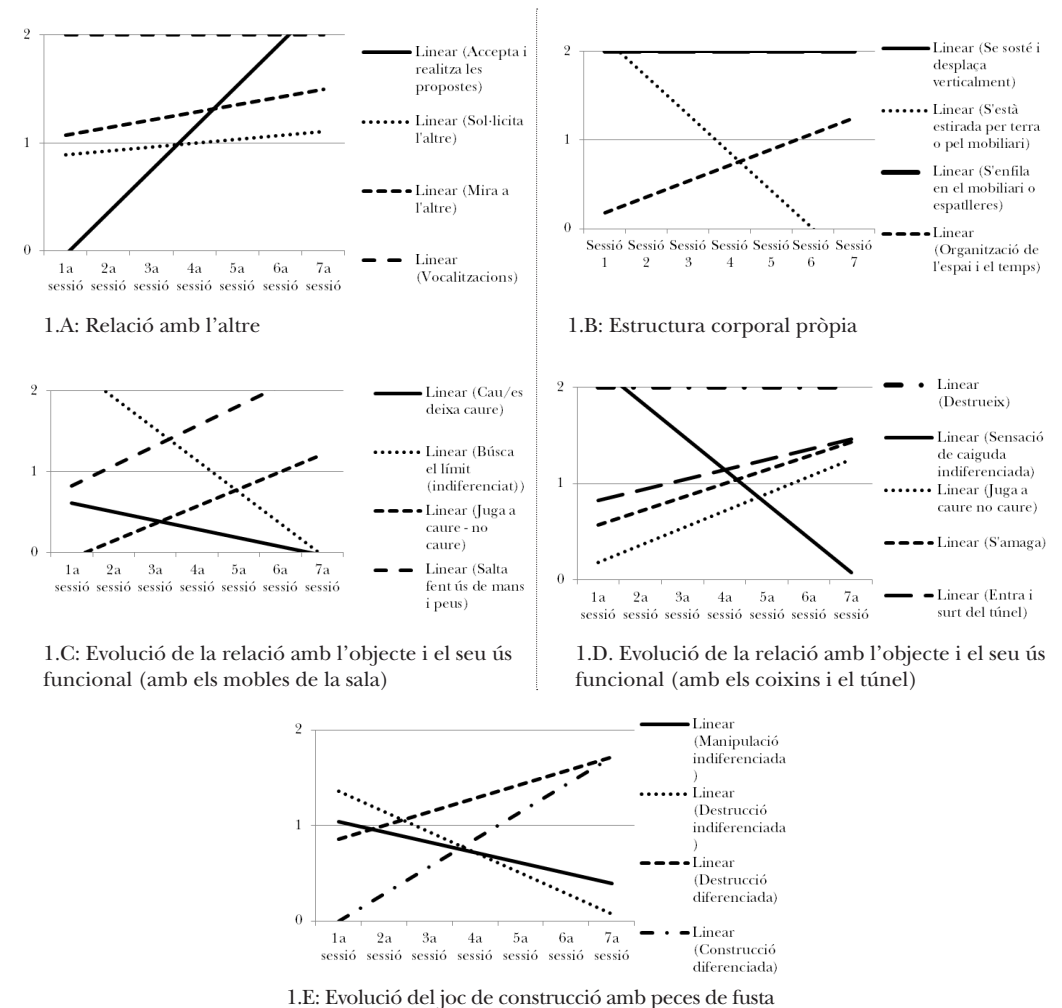 2
1
0
1a sessió
2a sessió
3a sessió
4a sessió
5a sessió
6a sessió
7a sessió
Linear (Accepta i
realitza les
propostes)
Linear (Sol·licita
l'altre)
Linear (Mira a
l'altre)
Linear
(Vocalitzacions)
1.A: Relació amb l'altre
2
1
0
Sessió 1
Sessió 2
Sessió 3
Sessió 4
Sessió 5
Sessió 6
Sessió 7
Linear (Se sosté i
desplaça
verticalment)
Linear (S'està
estirada per terra
o pel mobiliari)
Linear (S'enfila
en el mobiliari o
espatlleres)
Linear
(Organització de
l'espai i el temps)
1.B: Estructura corporal pròpia
2
1
0
1a sessió
2a sessió
3a sessió
4a sessió
5a sessió
6a sessió
7a sessió
Linear (Cau/es
deixa caure)
Linear (Búsca
el límit
(indiferenciat))
Linear (Juga a
caure - no
caure)
Linear (Salta
fent ús de mans
i peus)
1.C: Evolució de la relació amb l'objecte i el seu ús
funcional (amb els mobles de la sala)
2
1
0
1a sessió
2a sessió
3a sessió
4a sessió
5a sessió
6a sessió
7a sessió
Linear
(Destrueix)
Linear (Sensació
de caiguda
indiferenciada)
Linear (Juga a
caure no caure)
Linear (S'amaga)
Linear (Entra i
surt del túnel)
1.D. Evolució de la relació amb l'objecte i el seu ús
funcional (amb els coixins i el túnel)
2
1
0
1a sessió
2a sessió
3a sessió
4a sessió
5a sessió
6a sessió
7a sessió
Linear
(Manipulació
indiferenciada
)
Linear
(Destrucció
indiferenciada
)
Linear
(Destrucció
diferenciada)
Linear
(Construcció
diferenciada)
1.E: Evolució del joc de construcció amb peces de fusta